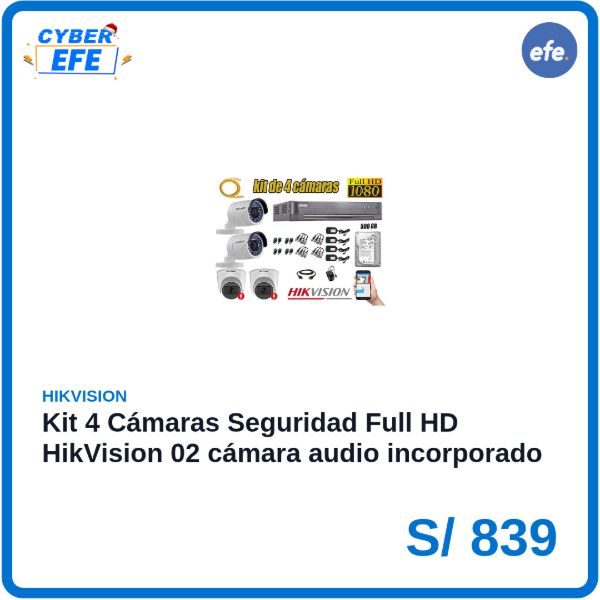 CYBER
EFE
efe.
kit de 4 cámaras
Full HD
1080
500 GB
HIKVISION
HIKVISION
Kit 4 Cámaras Seguridad Full HD
HikVision 02 cámara audio incorporado
S/ 839